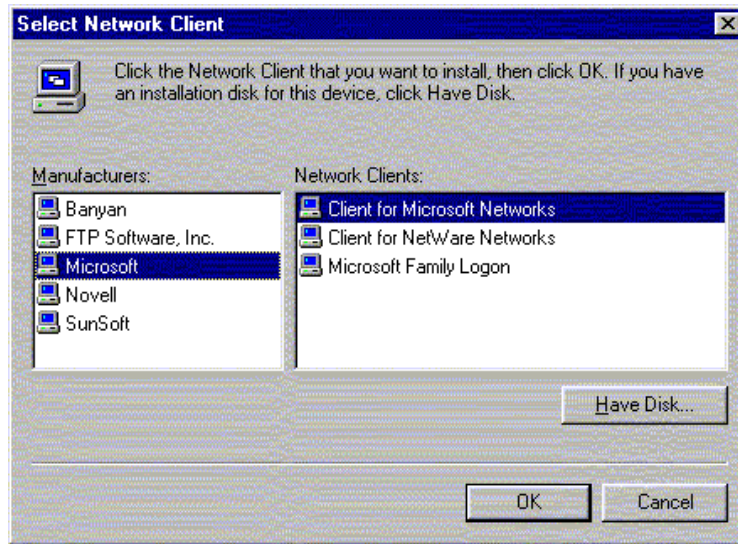 Select Network Client
Click the Network Client that you want to install, then click OK. If you have
an installation disk for this device, click Have Disk.
Manufacturers:
Banyan
FTP Software, Inc.
Microsoft
Novell
SunSoft
Network Clients:
Client for Microsoft Networks
Client for NetWare Networks
Microsoft Family Logon
Have Disk...
OK
Cancel